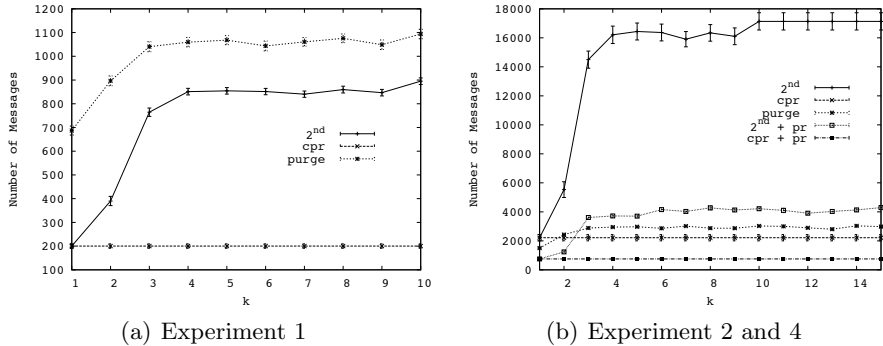 1200
1100
1000
900
800
700
600
500
400
300
200
100
Number of Messages
1 2 3 4 5 6 7 8 9 10
k
2nd
cpr
purge
(a) Experiment 1
18000
16000
14000
12000
10000
8000
6000
4000
2000
0
Number of Messages
2 4 6 8 10 12 14
k
2nd
cpr
purge
2nd + pr
cpr + pr
(b) Experiment 2 and 4